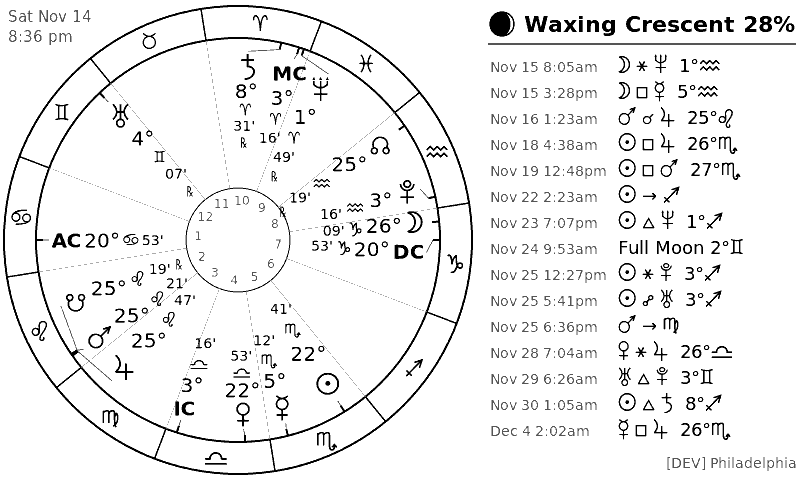 Sat Nov 14
8:36 pm
♈
♉
♓
♊
♒
♋
♑
♌
♐
♍
♎
♏
♄
8°
♈
31'
℞
MC
3°
♈
16'
♆
1°
♈
49'
℞
♅
4°
♊
07'
℞
25° ☊
♒
19'
℞
16' ♒ 3° ♇
09' ♑ 26° ☽
53' ♑ 20° DC
AC 20° ♋ 53'
☋ 25° ♌ 19' ℞
♂ 25° ♌ 21'
♃ 25° ♌ 47'
16'
♎
3°
IC
53'
♎
22°
♀
12'
♏
5°
☿
41'
♏
22°
☉
12 11 10 9
1 8
2 7
3 4 5 6
Waxing Crescent 28%
Nov 15 8:05am ☽ ⚹ ♆ 1°♒
Nov 15 3:28pm ☽ □ ☿ 5°♒
Nov 16 1:23am ♂ ☌ ♃ 25°♌
Nov 18 4:38am ☉ □ ♃ 26°♏
Nov 19 12:48pm ☉ □ ♂ 27°♏
Nov 22 2:23am ☉ → ♐
Nov 23 7:07pm ☉ △ ♆ 1°♐
Nov 24 9:53am Full Moon 2°♊
Nov 25 12:27pm ☉ ⚹ ♇ 3°♐
Nov 25 5:41pm ☉ ☍ ♅ 3°♐
Nov 25 6:36pm ♂ → ♍
Nov 28 7:04am ♀ ⚹ ♃ 26°♎
Nov 29 6:26am ♅ △ ♇ 3°♊
Nov 30 1:05am ☉ △ ♄ 8°♐
Dec 4 2:02am ☿ □ ♃ 26°♏
[DEV] Philadelphia